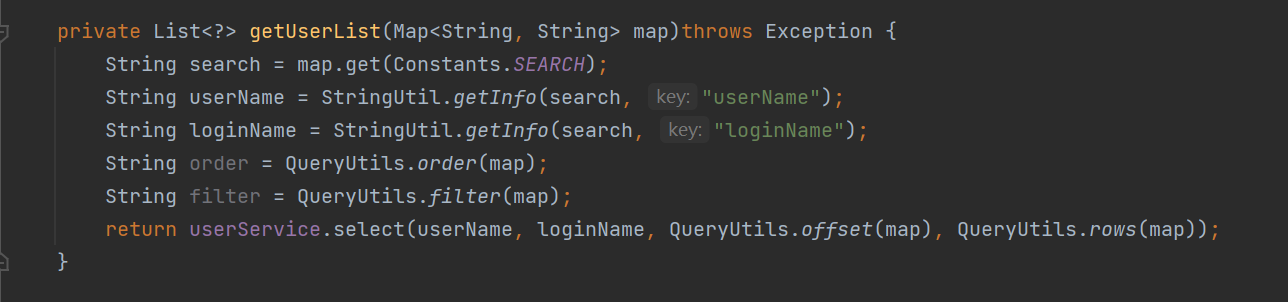 private List<?> getUserList(Map<String, String> map)throws Exception {
String search = map.get(Constants.SEARCH);
String userName = StringUtil.getInfo(search, key: "userName");
String loginName = StringUtil.getInfo(search, key: "loginName");
String order = QueryUtils.order(map);
String filter = QueryUtils.filter(map);
return userService.select(userName, loginName, QueryUtils.offset(map), QueryUtils.rows(map));
}